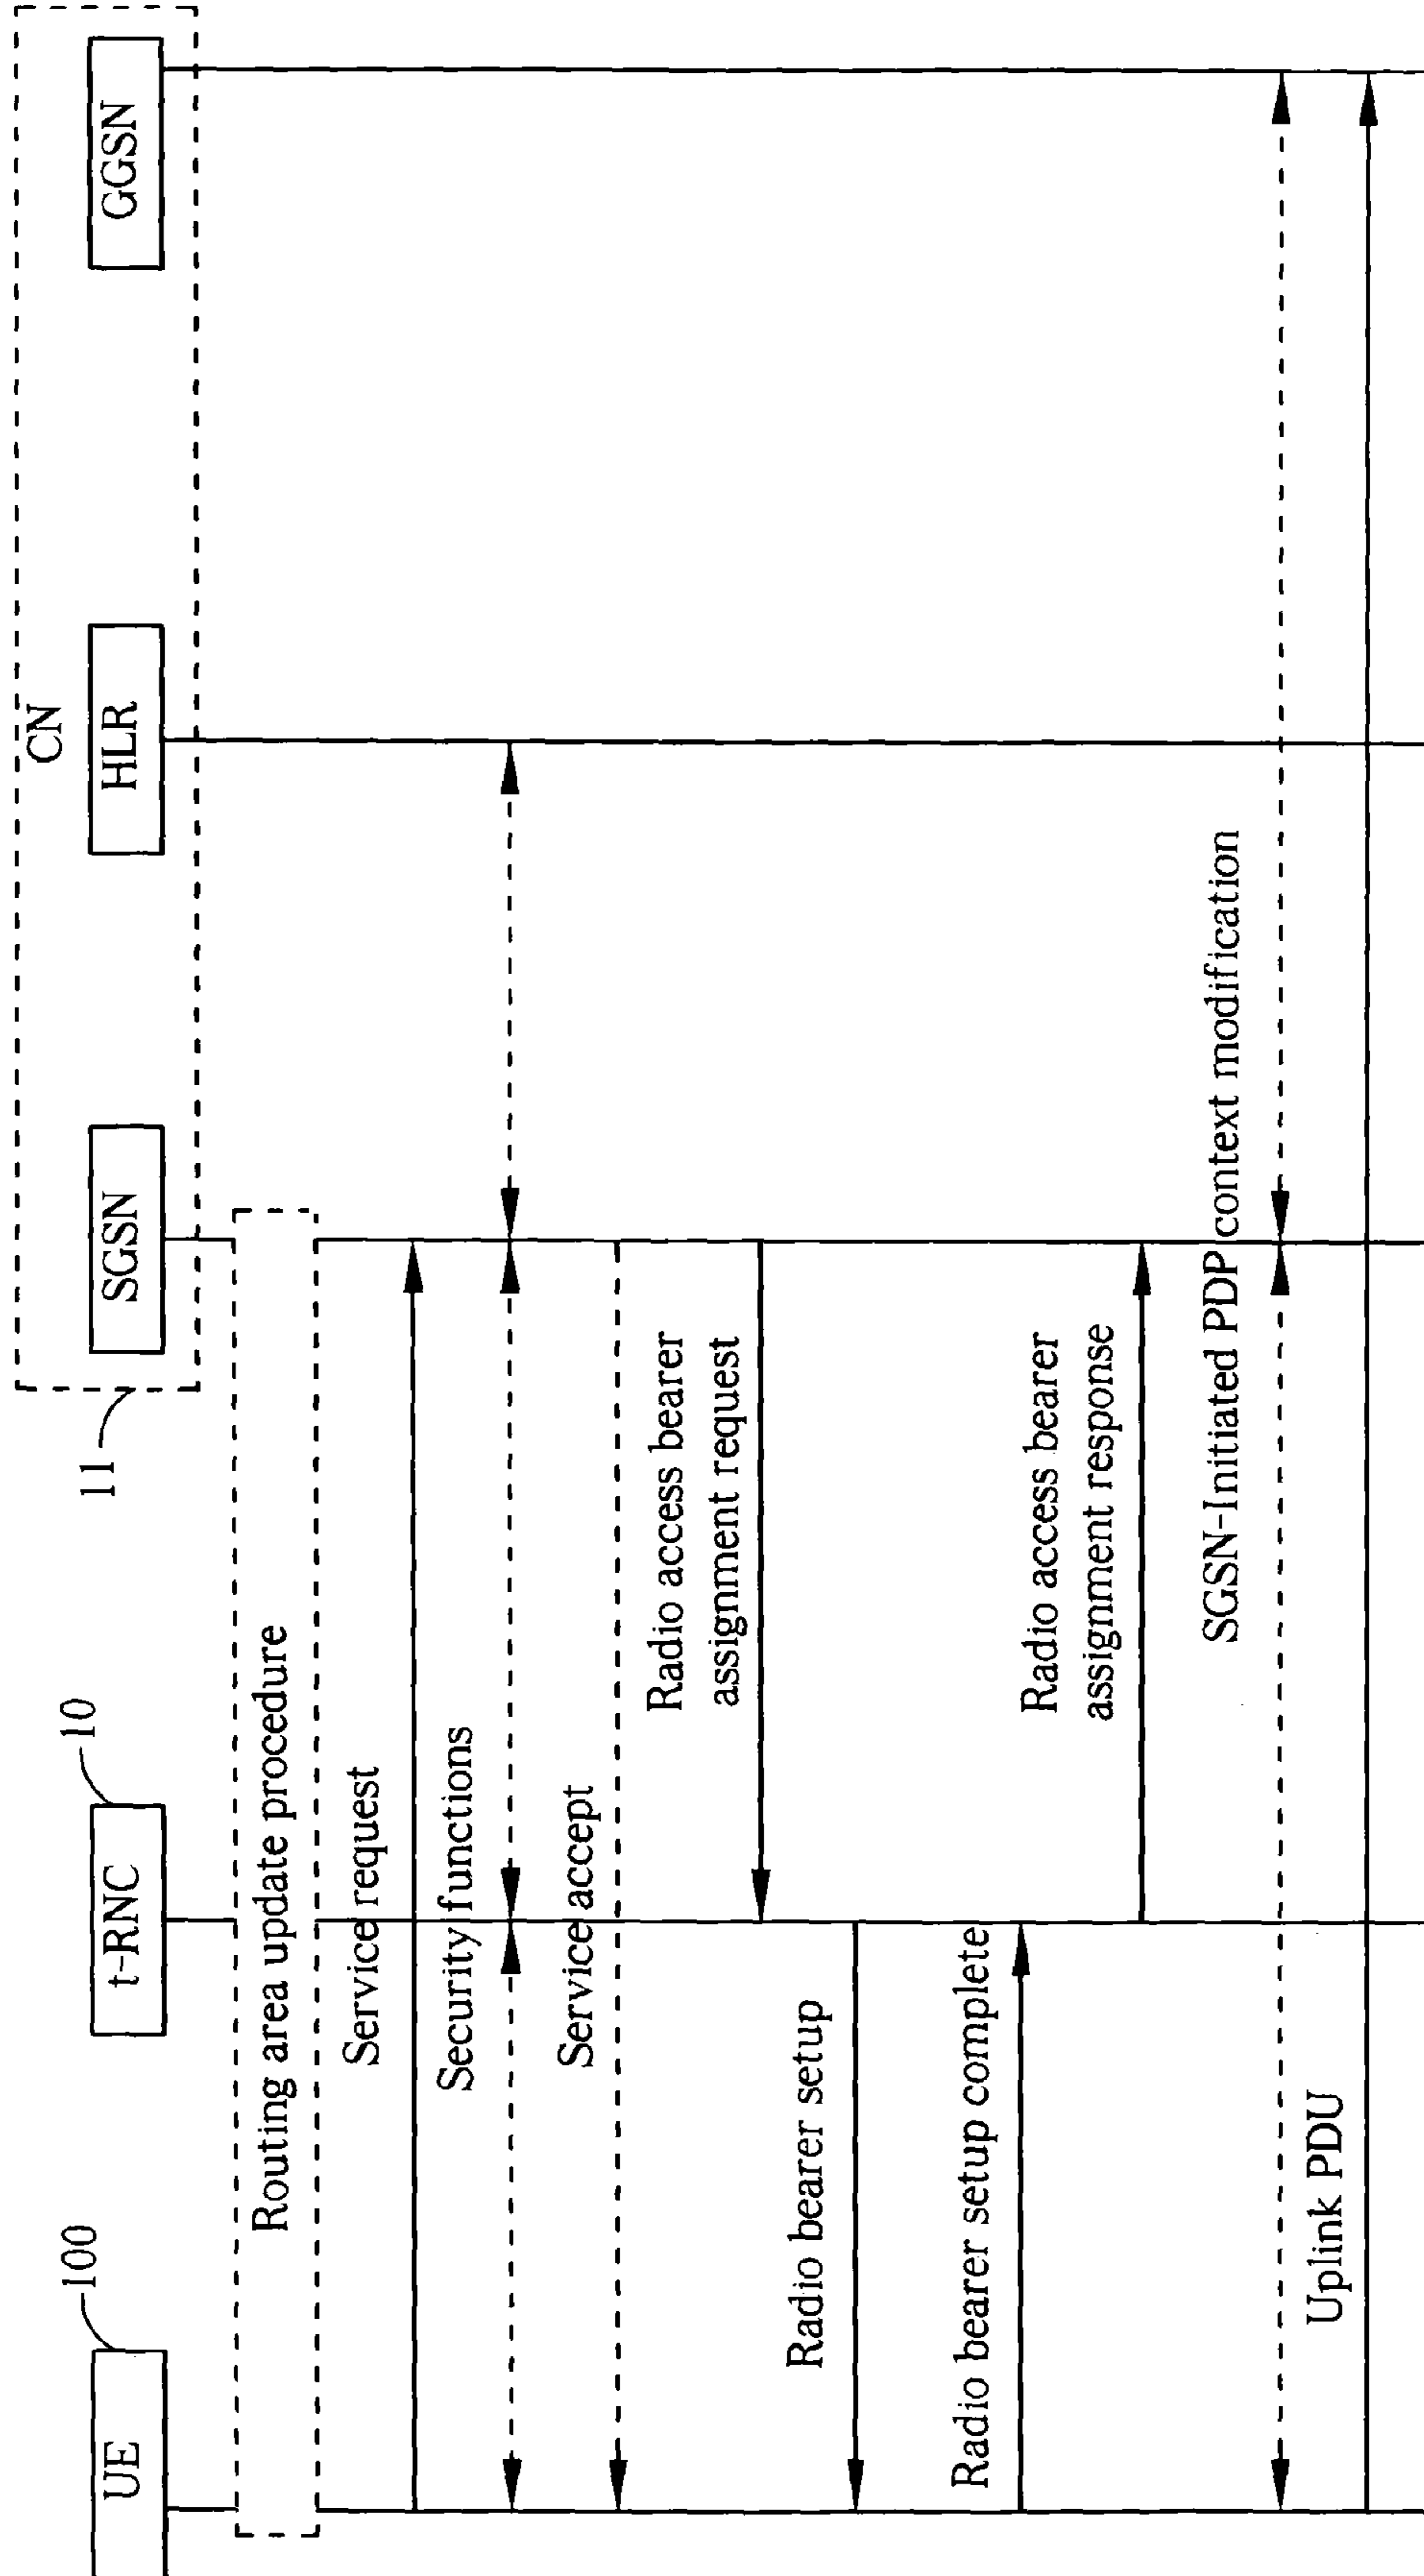 CN
UE
100
t-RNC
10
11
SGSN
HLR
GGSN
Routing area update procedure
Service request
Security functions
Service accept
Radio access bearer
assignment request
Radio bearer setup
Radio bearer setup complete
Radio access bearer
assignment response
SGSN-Initiated PDP context modification
Uplink PDU